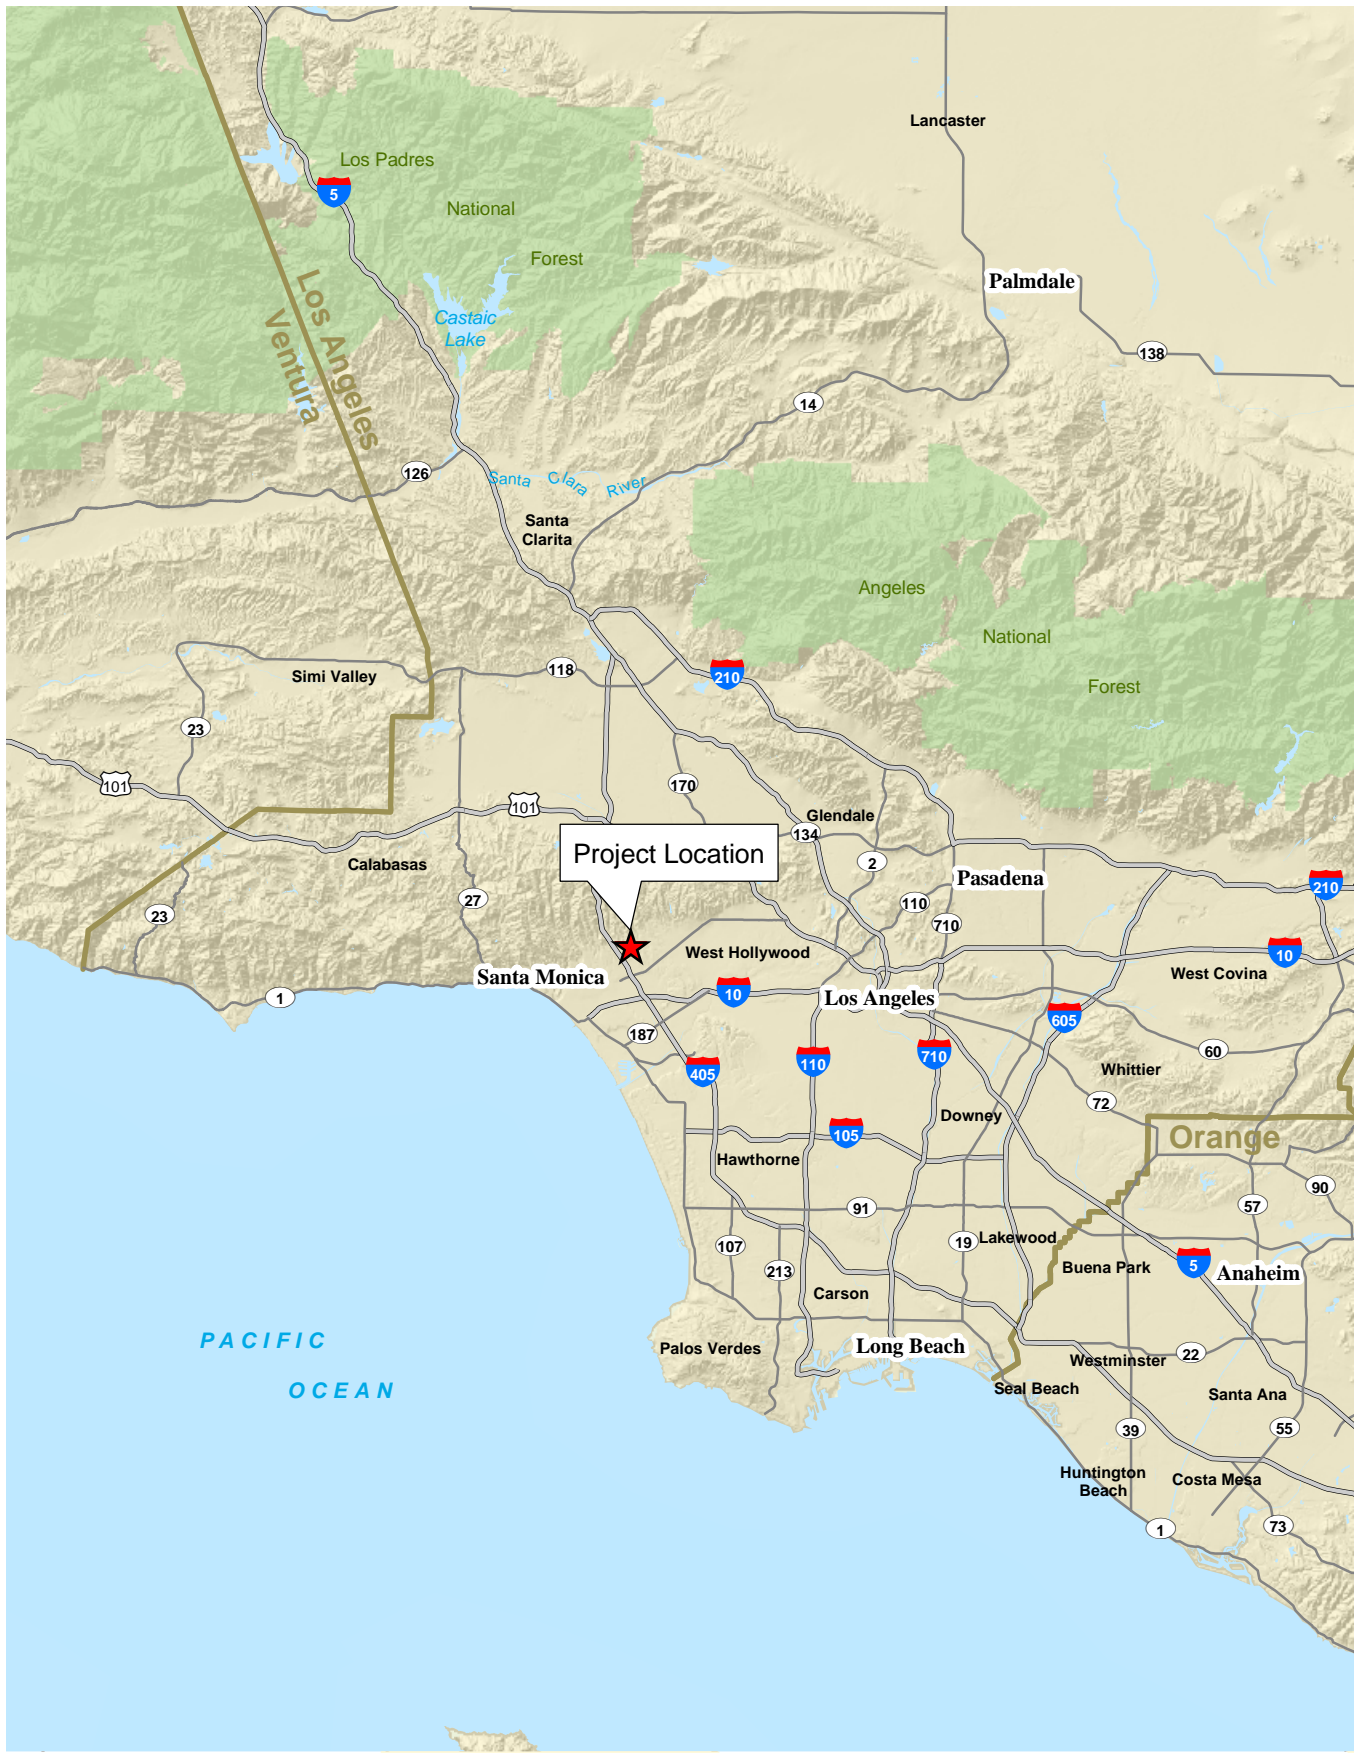 Lancaster
Los Padres
5
National
Forest
Palmdale
Los Angeles
Ventura
Castaic
Lake
138
14
126
Santa Clara River
Santa
Clarita
Angeles
National
Forest
Simi Valley
118
210
23
101
170
101
Glendale
134
Project Location
2
Calabasas
Pasadena
210
27
110
23
710
West Hollywood
10
West Covina
Santa Monica
1
10
Los Angeles
605
187
60
110
710
405
Whittier
72
Downey
105
Orange
Hawthorne
90
91
57
107
19
Lakewood
213
Buena Park
5
Anaheim
Carson
PACIFIC
OCEAN
Palos Verdes
Long Beach
22
Westminster
Seal Beach
Santa Ana
39
55
Huntington
Beach
Costa Mesa
1
73